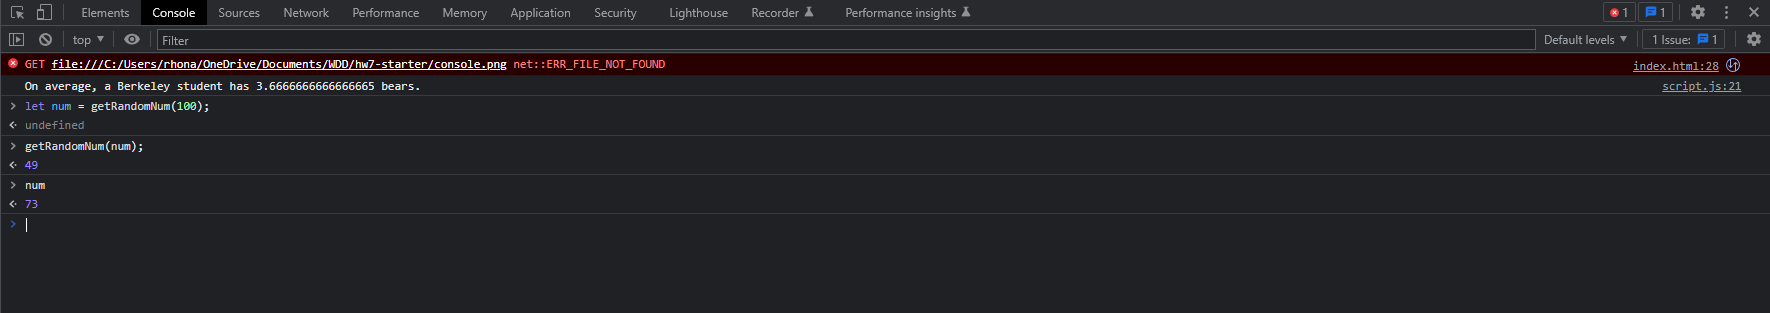 Elements Console Sources Network Performance Memory Application Security Lighthouse Recorder Performance insights 1 1
top Filter Default levels 1 Issue: 1
GET file:///C:/Users/rhona/OneDrive/Documents/WDD/hw7-starter/console.png net::ERR_FILE_NOT_FOUND index.html:28
On average, a Berkeley student has 3.6666666666666665 bears. script.js:21
let num = getRandomNum(100);
undefined
getRandomNum(num);
49
num
73